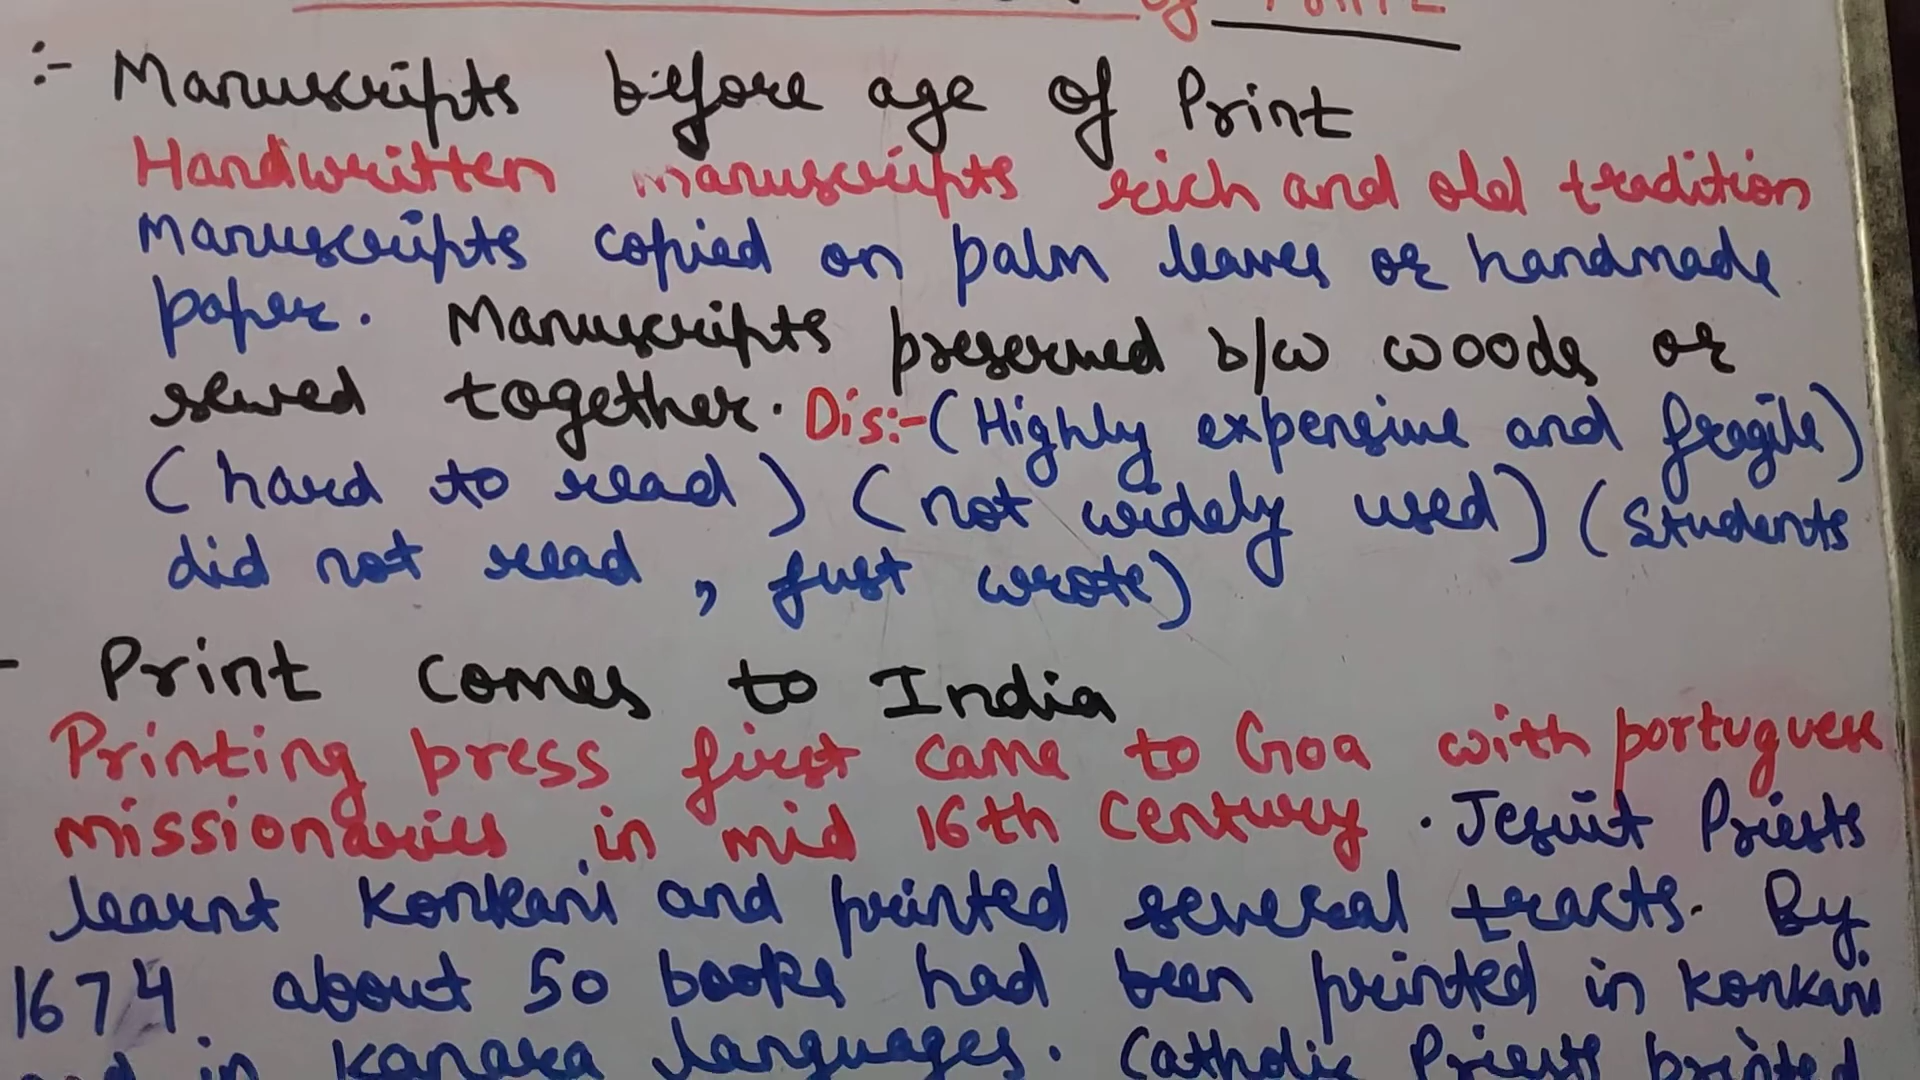 :- Manuscripts before age of Print
Handwritten manuscripts rich and old tradition
Manuscripts copied on palm leaves or handmade
paper. Manuscripts preserved b/w woods or
sewed together. Dis:- (Highly expensive and fragile)
(hard to read) (not widely used) (Students
did not read, just wrote)
- Print comes to India
Printing press first came to Goa with portuguese
missionaries in mid 16th Century. Jesuit Priests
learnt Konkani and printed several tracts. By
1674 about 50 books had been printed in Konkani
and in Kanara languages. Catholic Priests printed